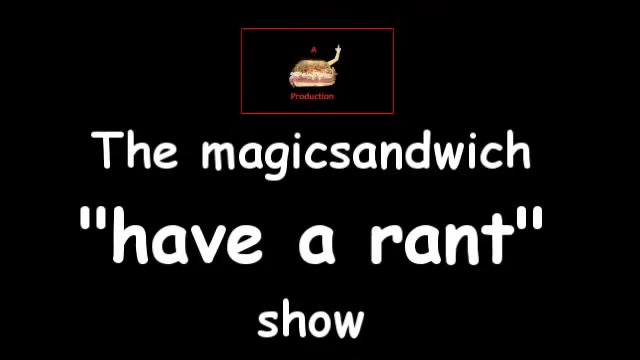 A
Production
The magicsandwich
"have a rant"
show